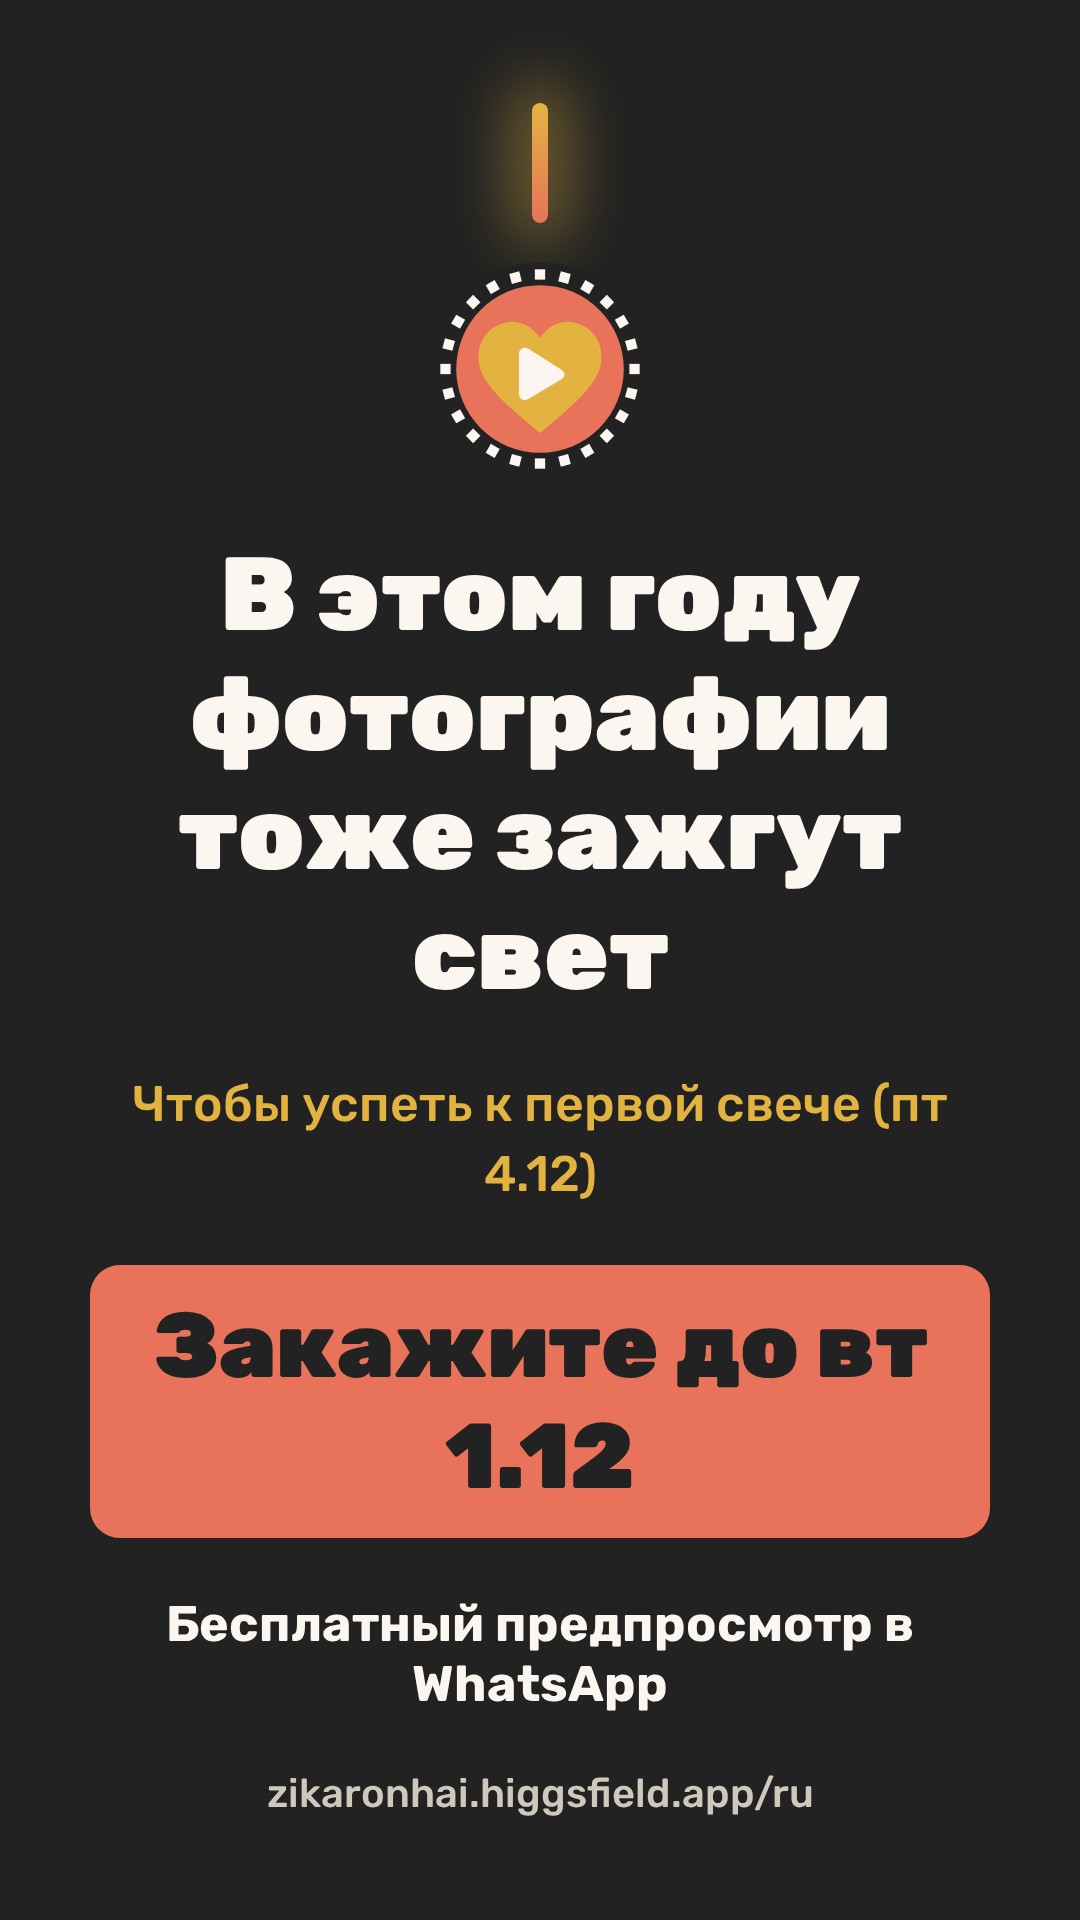 В этом году
фотографии
тоже зажгут
свет
Чтобы успеть к первой свече (пт
4.12)
Закажите до вт
1.12
Бесплатный предпросмотр в
WhatsApp
zikaronhai.higgsfield.app/ru